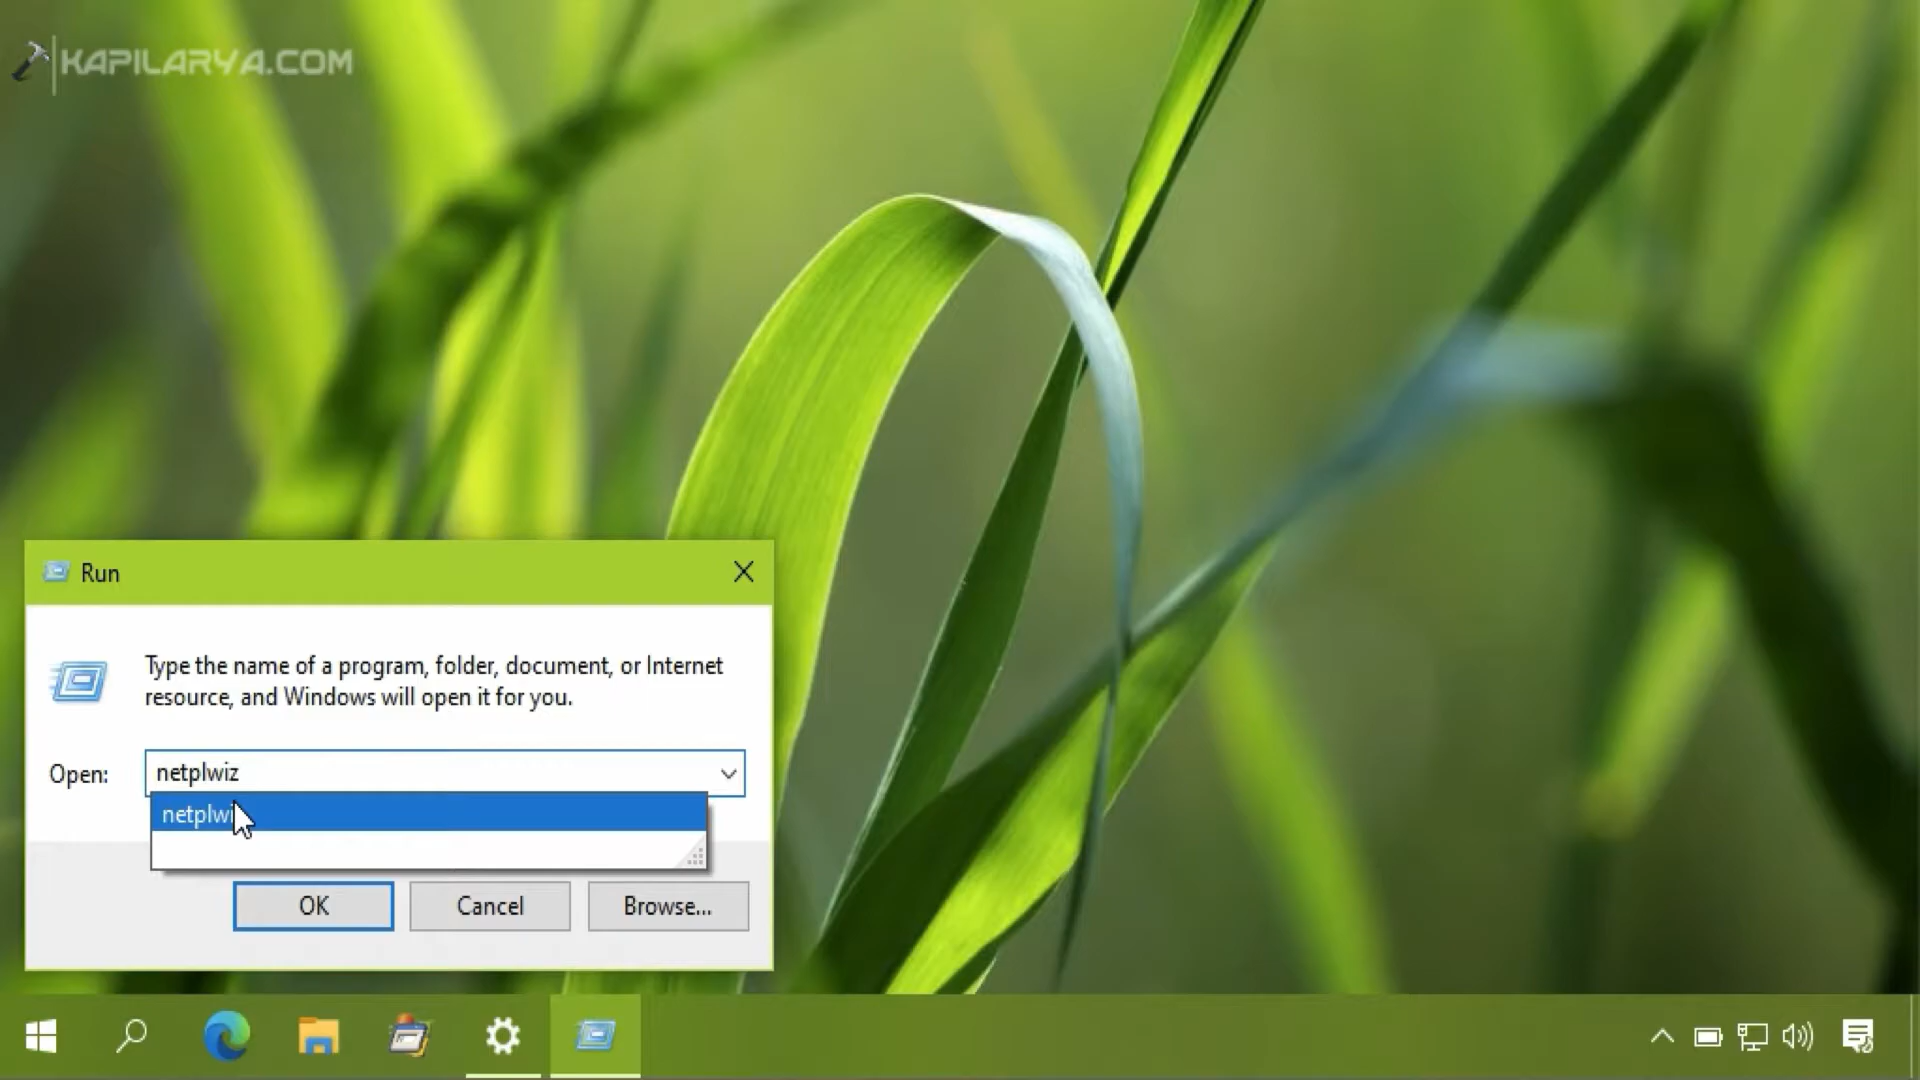 KAPILARYA.COM
Run
Type the name of a program, folder, document, or Internet
resource, and Windows will open it for you.
Open:
netplwiz
netplwi
OK
Cancel
Browse...